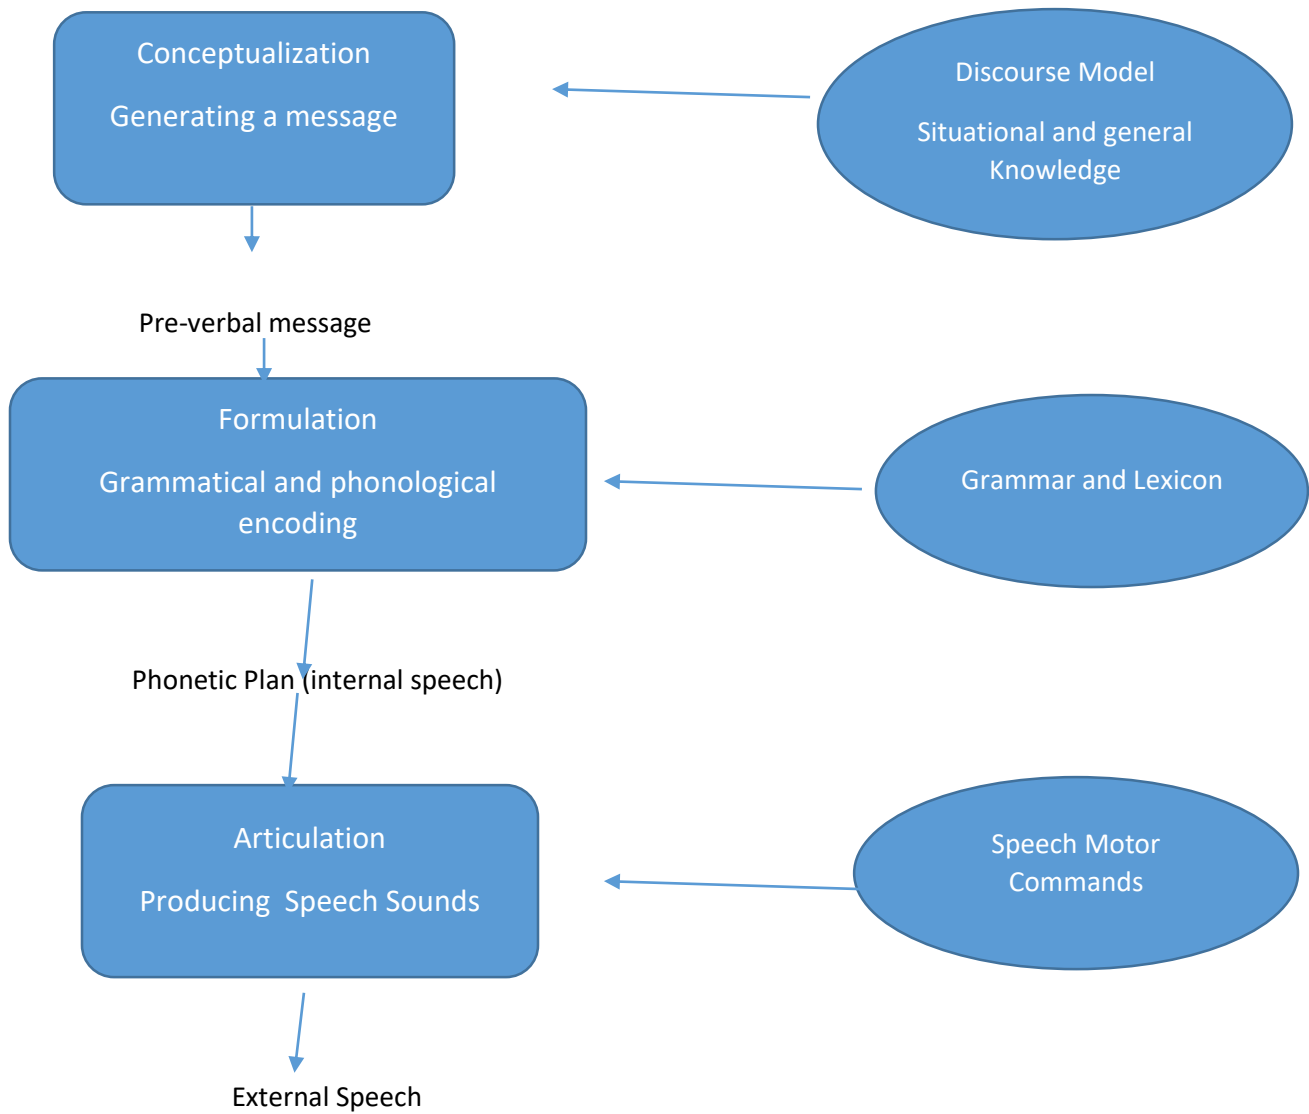 Conceptualization
Generating a message
Discourse Model
Situational and general
Knowledge
Pre-verbal message
Formulation
Grammatical and phonological
encoding
Grammar and Lexicon
Phonetic Plan (internal speech)
Articulation
Producing  Speech Sounds
Speech Motor
Commands
External Speech